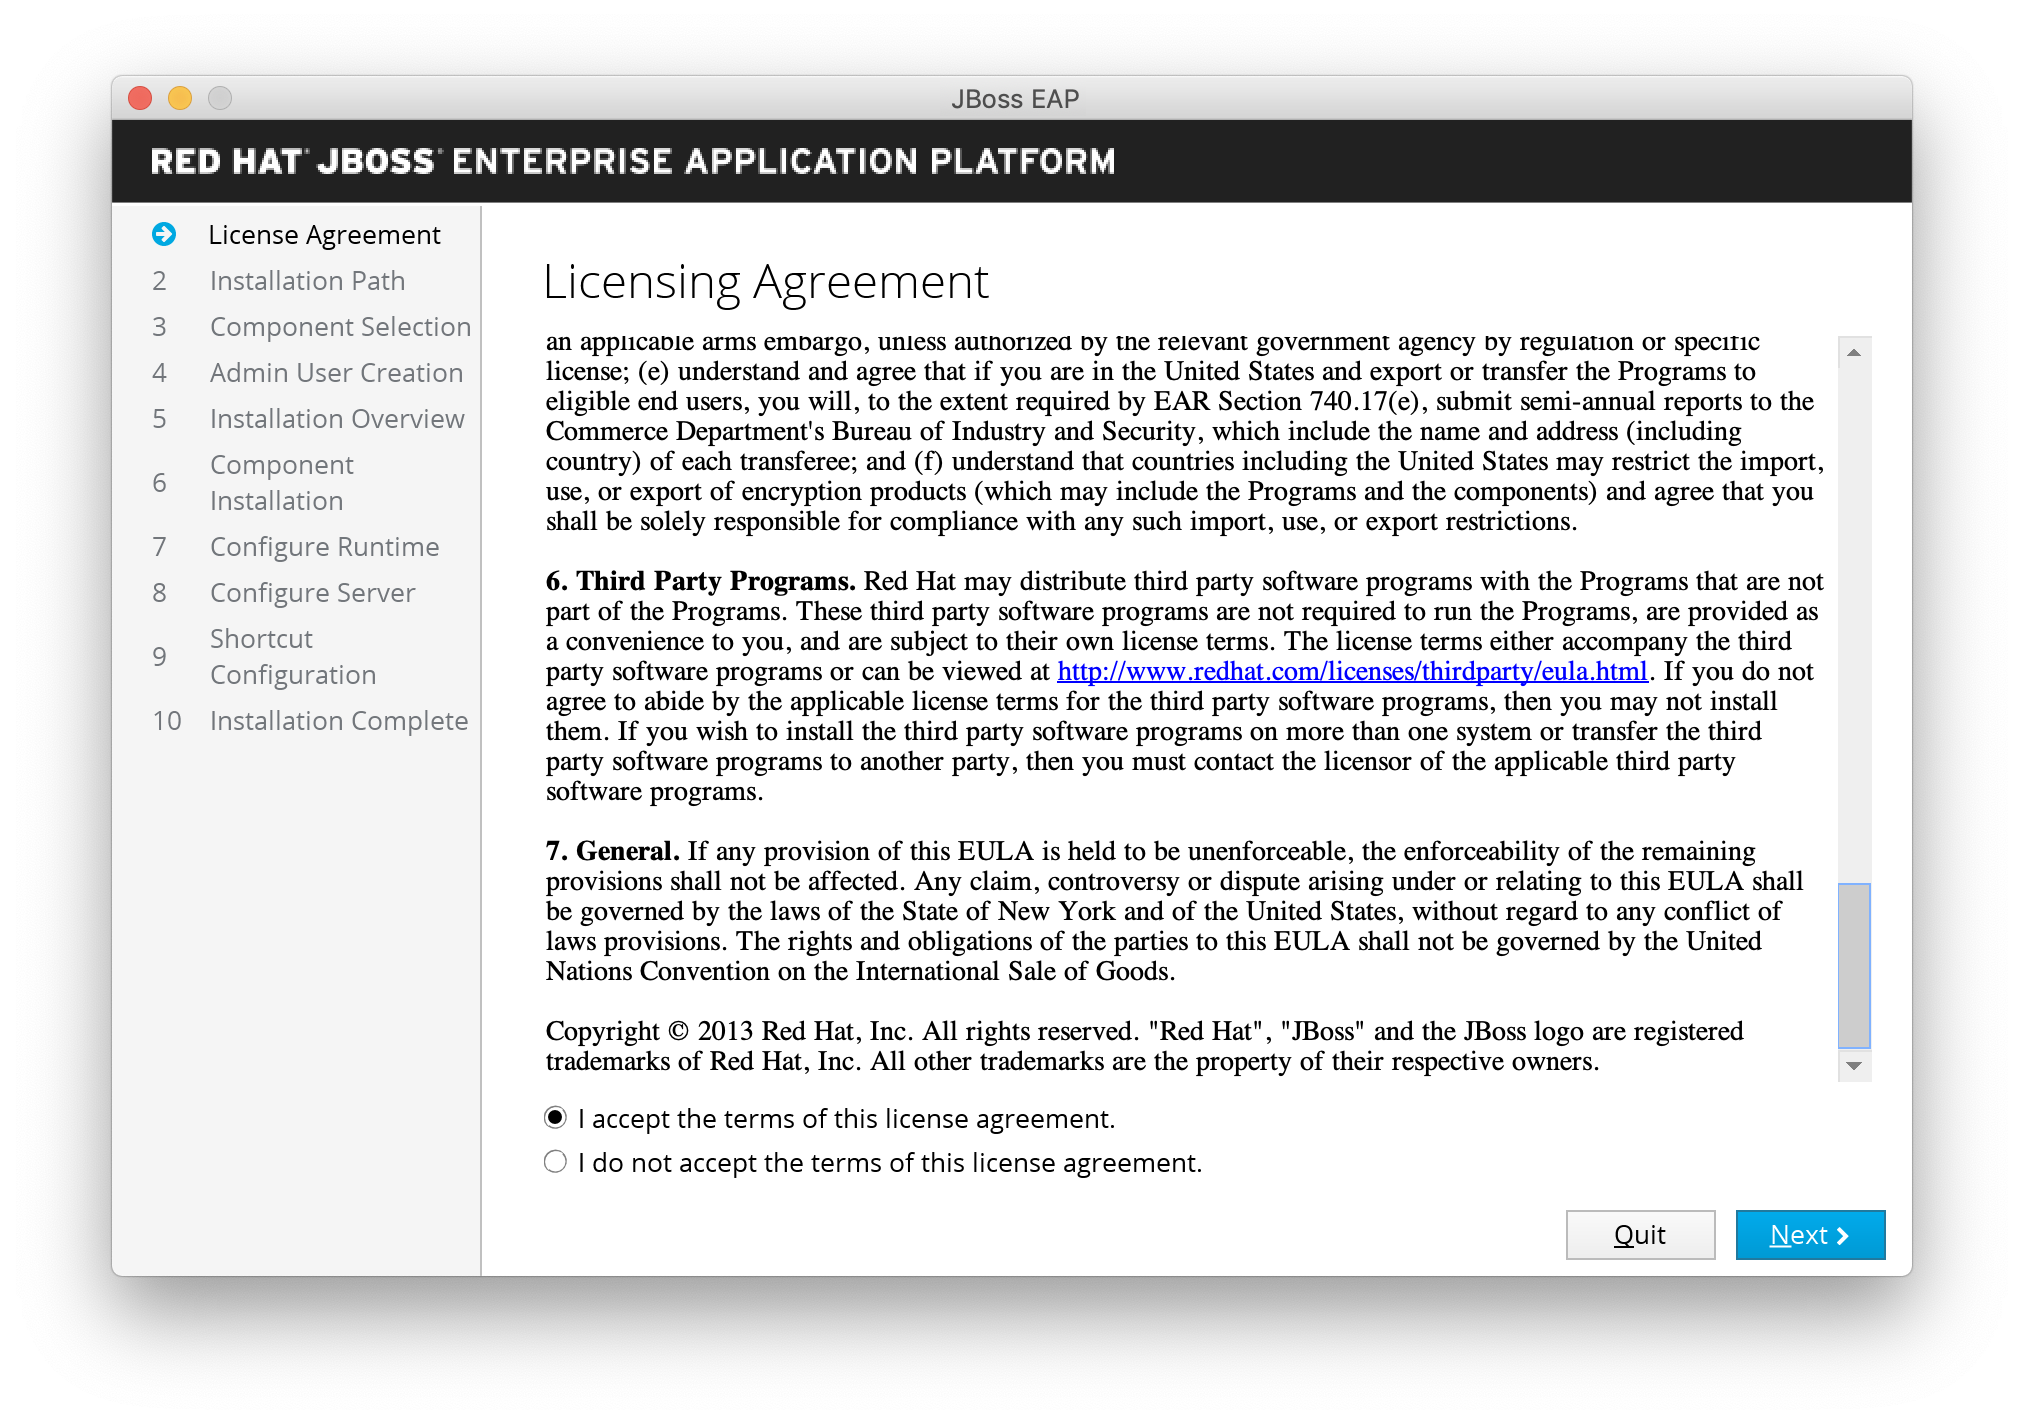 JBoss EAP
RED HAT JBOSS ENTERPRISE APPLICATION PLATFORM
License Agreement
2 Installation Path
3 Component Selection
4 Admin User Creation
5 Installation Overview
6 Component
Installation
7 Configure Runtime
8 Configure Server
9 Shortcut
Configuration
10 Installation Complete
Licensing Agreement
an applicable arms embargo, unless authorized by the relevant government agency by regulation or specific
license; (e) understand and agree that if you are in the United States and export or transfer the Programs to
eligible end users, you will, to the extent required by EAR Section 740.17(e), submit semi-annual reports to the
Commerce Department's Bureau of Industry and Security, which include the name and address (including
country) of each transferee; and (f) understand that countries including the United States may restrict the import,
use, or export of encryption products (which may include the Programs and the components) and agree that you
shall be solely responsible for compliance with any such import, use, or export restrictions.
6. Third Party Programs. Red Hat may distribute third party software programs with the Programs that are not
part of the Programs. These third party software programs are not required to run the Programs, are provided as
a convenience to you, and are subject to their own license terms. The license terms either accompany the third
party software programs or can be viewed at http://www.redhat.com/licenses/thirdparty/eula.html. If you do not
agree to abide by the applicable license terms for the third party software programs, then you may not install
them. If you wish to install the third party software programs on more than one system or transfer the third
party software programs to another party, then you must contact the licensor of the applicable third party
software programs.
7. General. If any provision of this EULA is held to be unenforceable, the enforceability of the remaining
provisions shall not be affected. Any claim, controversy or dispute arising under or relating to this EULA shall
be governed by the laws of the State of New York and of the United States, without regard to any conflict of
laws provisions. The rights and obligations of the parties to this EULA shall not be governed by the United
Nations Convention on the International Sale of Goods.
Copyright © 2013 Red Hat, Inc. All rights reserved. "Red Hat", "JBoss" and the JBoss logo are registered
trademarks of Red Hat, Inc. All other trademarks are the property of their respective owners.
I accept the terms of this license agreement.
I do not accept the terms of this license agreement.
Quit
Next